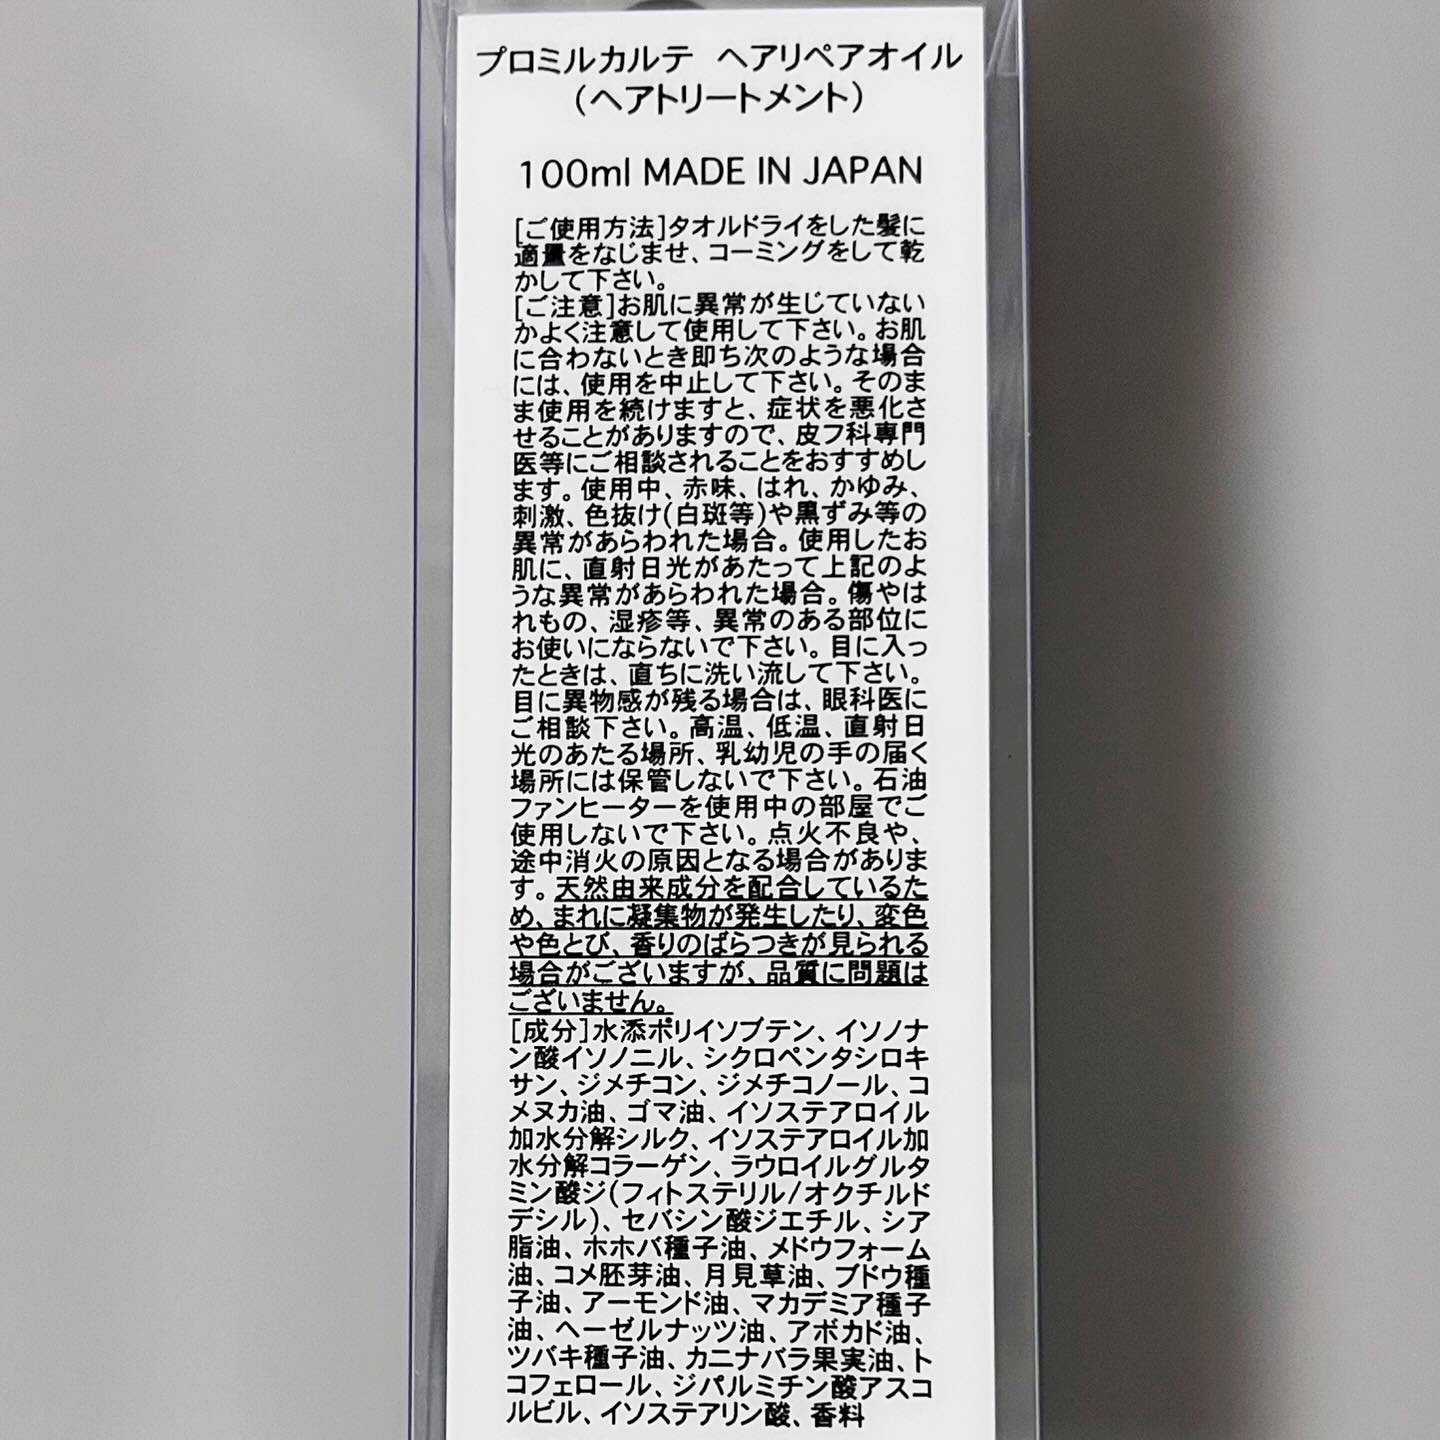 プロミルカルテ ヘアリペアオイル
（ヘアトリートメント）
100ml MADE IN JAPAN
[ご使用方法]タオルドライをした髪に
適量をなじませ、コーミングをして乾
かして下さい。
[ご注意]お肌に異常が生じていない
かよく注意して使用して下さい。お肌
に合わないとき即ち次のような場合
には、使用を中止して下さい。そのま
ま使用を続けますと、症状を悪化さ
せることがありますので、皮フ科専門
医等にご相談されることをおすすめし
ます。使用中、赤味、はれ、かゆみ、
刺激、色抜け(白斑等)や黒ずみ等の
異常があらわれた場合。使用したお
肌に、直射日光があたって上記のよ
うな異常があらわれた場合。傷やは
れもの、湿疹等、異常のある部位に
お使いにならないで下さい。目に入っ
たときは、直ちに洗い流して下さい。
目に異物感が残る場合は、眼科医に
ご相談下さい。高温、低温、直射日
光のあたる場所、乳幼児の手の届く
場所には保管しないで下さい。石油
ファンヒーターを使用中の部屋でご
使用しないで下さい。点火不良や、
途中消火の原因となる場合がありま
す。天然由来成分を配合しているた
め、まれに凝集物が発生したり、変色
や色とび、香りのばらつきが見られる
場合がございますが、品質に問題は
ございません。
[成分]水添ポリイソブテン、イソノナ
ン酸イソノニル、シクロペンタシロキ
サン、ジメチコン、ジメチコノール、コ
メヌカ油、ゴマ油、イソステアロイル
加水分解シルク、イソステアロイル加
水分解コラーゲン、ラウロイルグルタ
ミン酸ジ(フィトステリル/オクチルド
デシル)、セバシン酸ジエチル、シア
脂油、ホホバ種子油、メドウフォーム
油、コメ胚芽油、月見草油、ブドウ種
子油、アーモンド油、マカデミア種子
油、ヘーゼルナッツ油、アボカド油、
ツバキ種子油、カニナバラ果実油、ト
コフェロール、ジパルミチン酸アスコ
ルビル、イソステアリン酸、香料